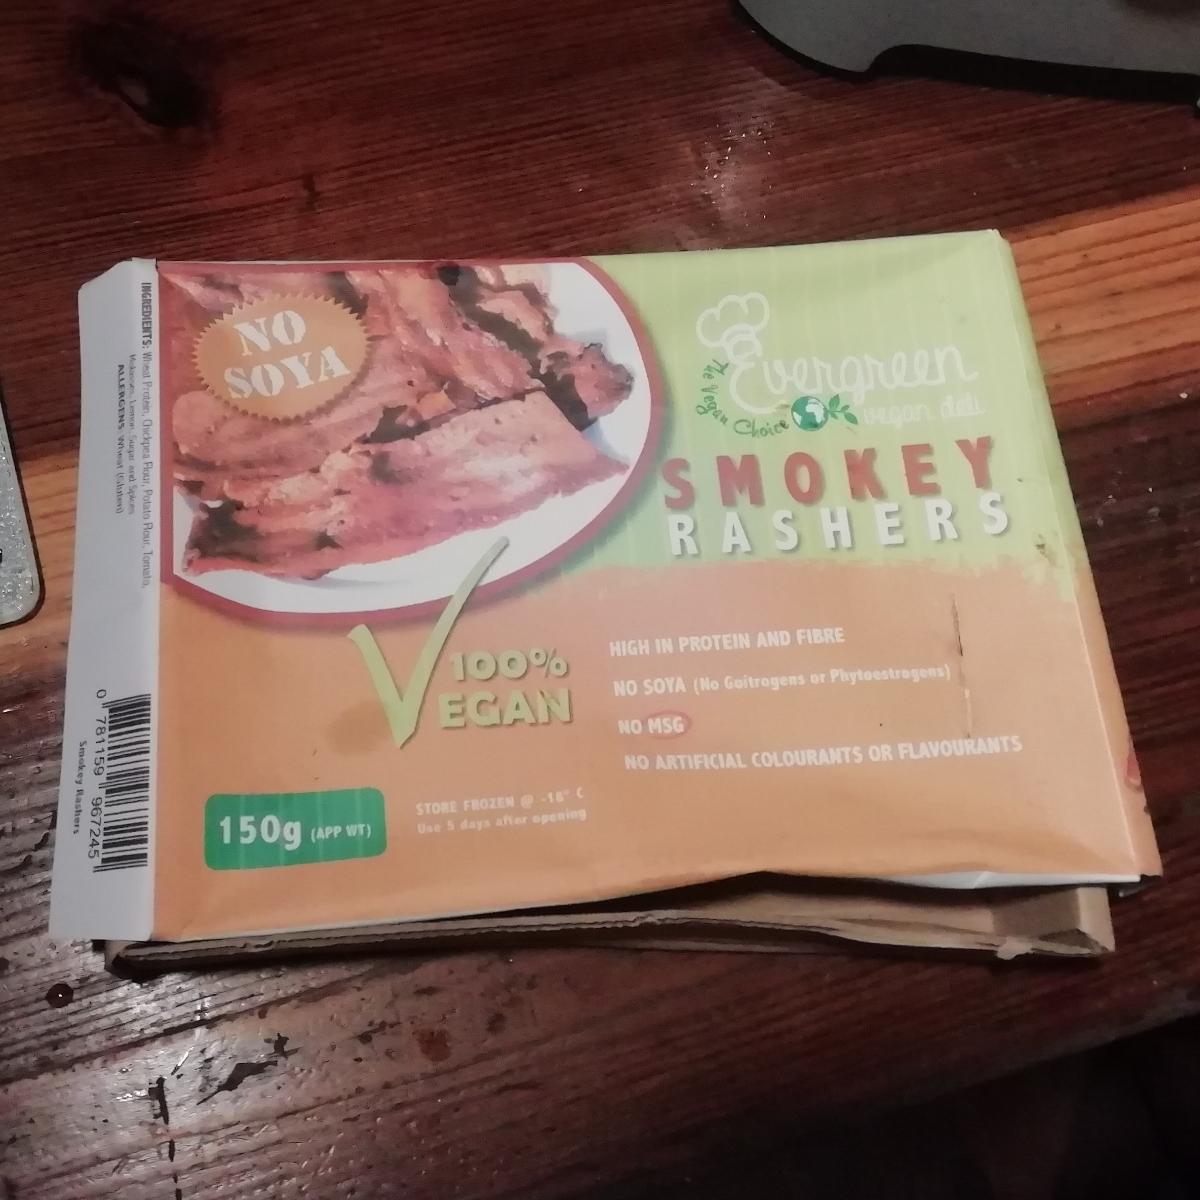 NO
SOYA
Evergreen
vegan deli
The Vegan Choice
SMOKEY
RASHERS
100%
VEGAN
HIGH IN PROTEIN AND FIBRE
NO SOYA (No Goitrogens or Phytoestrogens)
NO MSG
NO ARTIFICIAL COLOURANTS OR FLAVOURANTS
150g (APP WT)
STORE FROZEN @ -18° C
Use 5 days after opening
INGREDIENTS: Wheat Protein, Chickpea Flour, Potato Flour, Tomato,
Molasses, Lemon, Sugar and Spices
ALLERGENS: Wheat (Gluten)
0 781159 967245
Smokey Rashers